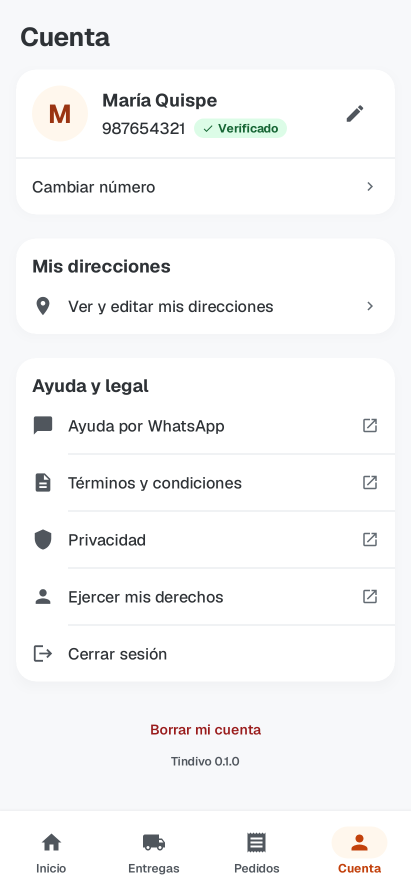 Cuenta
M
María Quispe
987654321 Verificado
Cambiar número
Mis direcciones
Ver y editar mis direcciones
Ayuda y legal
Ayuda por WhatsApp
Términos y condiciones
Privacidad
Ejercer mis derechos
Cerrar sesión
Borrar mi cuenta
Tindivo 0.1.0
Inicio Entregas Pedidos Cuenta